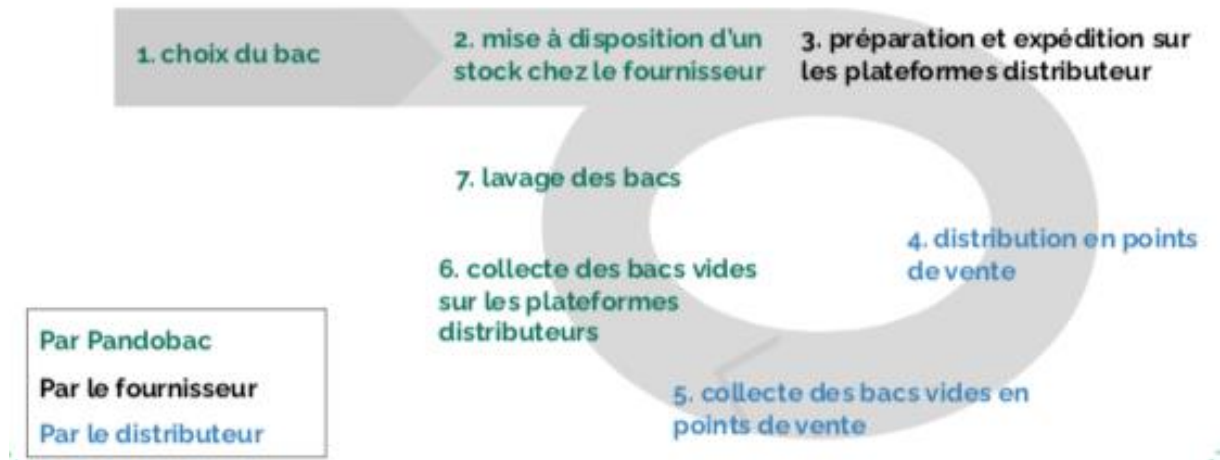 1. choix du bac
2. mise à disposition d'un
stock chez le fournisseur
3. préparation et expédition sur
les plateformes distributeur
4. distribution en points
de vente
5. collecte des bacs vides en
points de vente
6. collecte des bacs vides
sur les plateformes
distributeurs
7. lavage des bacs
Par Pandobac
Par le fournisseur
Par le distributeur